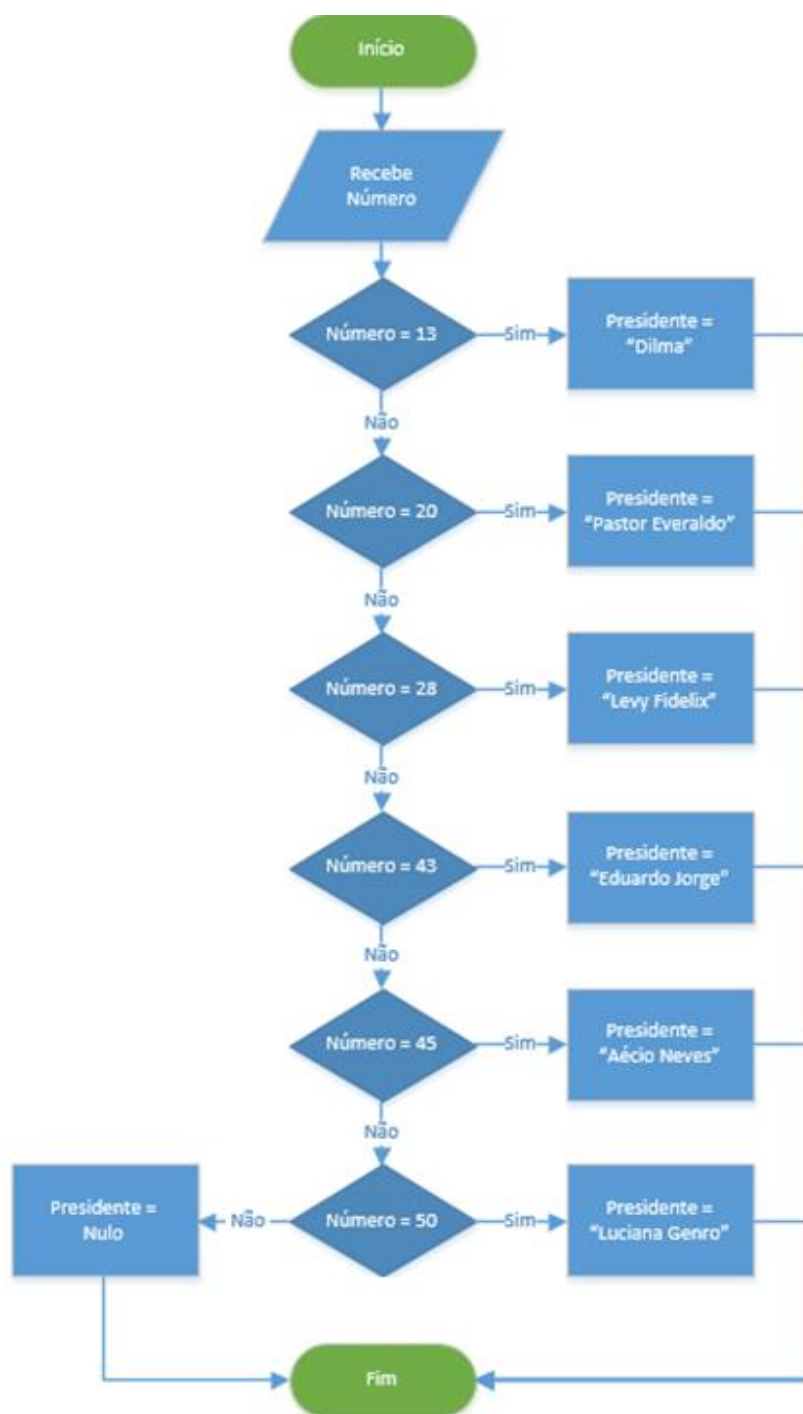 Início
Recebe
Número
Número = 13
Sim
Presidente =
“Dilma”
Não
Número = 20
Sim
Presidente =
“Pastor Everaldo”
Não
Número = 28
Sim
Presidente =
“Levy Fidelix”
Não
Número = 43
Sim
Presidente =
“Eduardo Jorge”
Não
Número = 45
Sim
Presidente =
“Aécio Neves”
Não
Presidente =
Nulo
Não
Número = 50
Sim
Presidente =
“Luciana Genro”
Fim